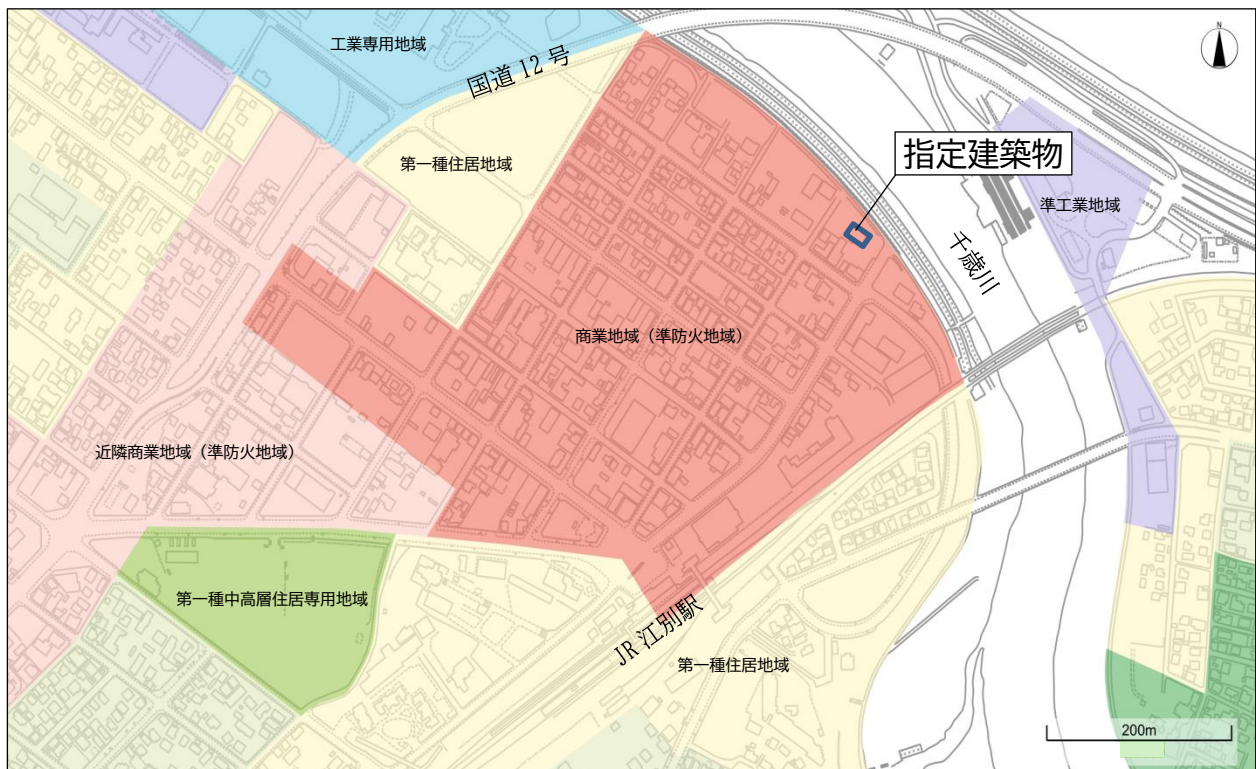 工業専用地域
国道12号
N
第一種住居地域
指定建築物
準工業地域
千歳川
商業地域（準防火地域）
近隣商業地域（準防火地域）
第一種中高層住居専用地域
JR江別駅
第一種住居地域
200m